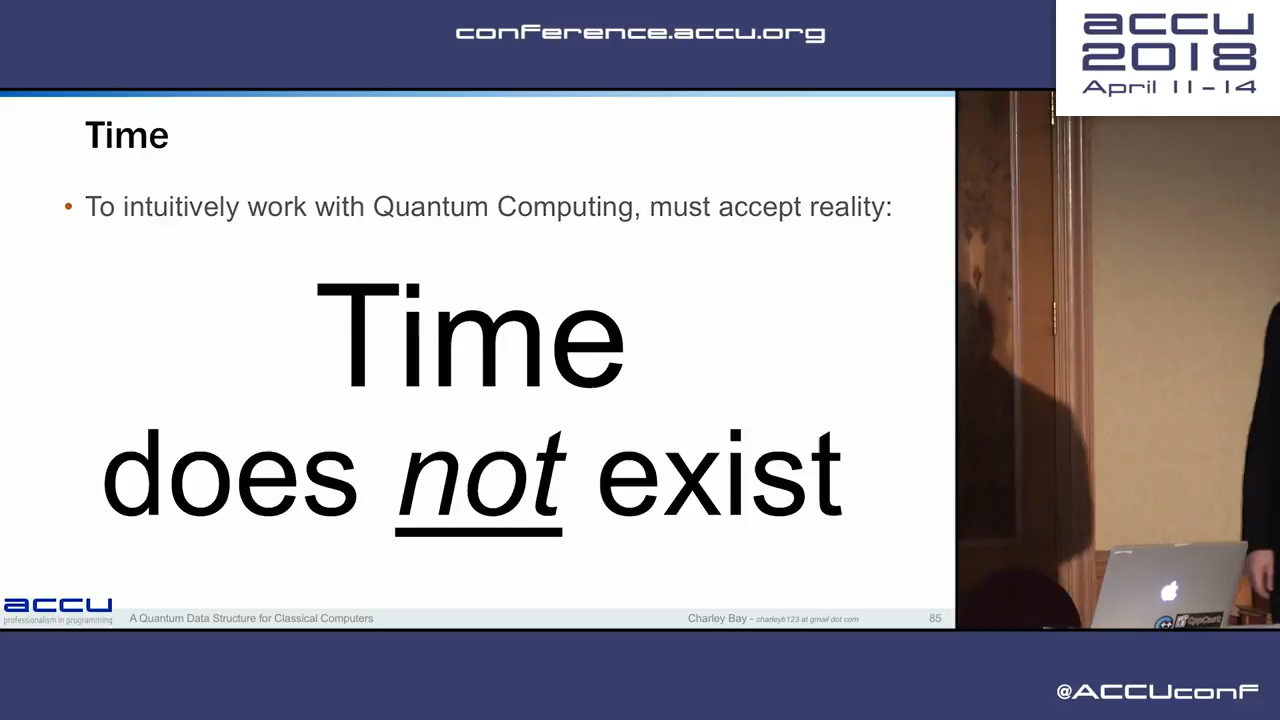 conference.accu.org
accu
2018
April 11-14
Time
• To intuitively work with Quantum Computing, must accept reality:
Time
does not exist
accu
professionalism in programming
A Quantum Data Structure for Classical Computers
Charley Bay - charleyb123 at gmail dot com
85
CppCast
@ACCUconf